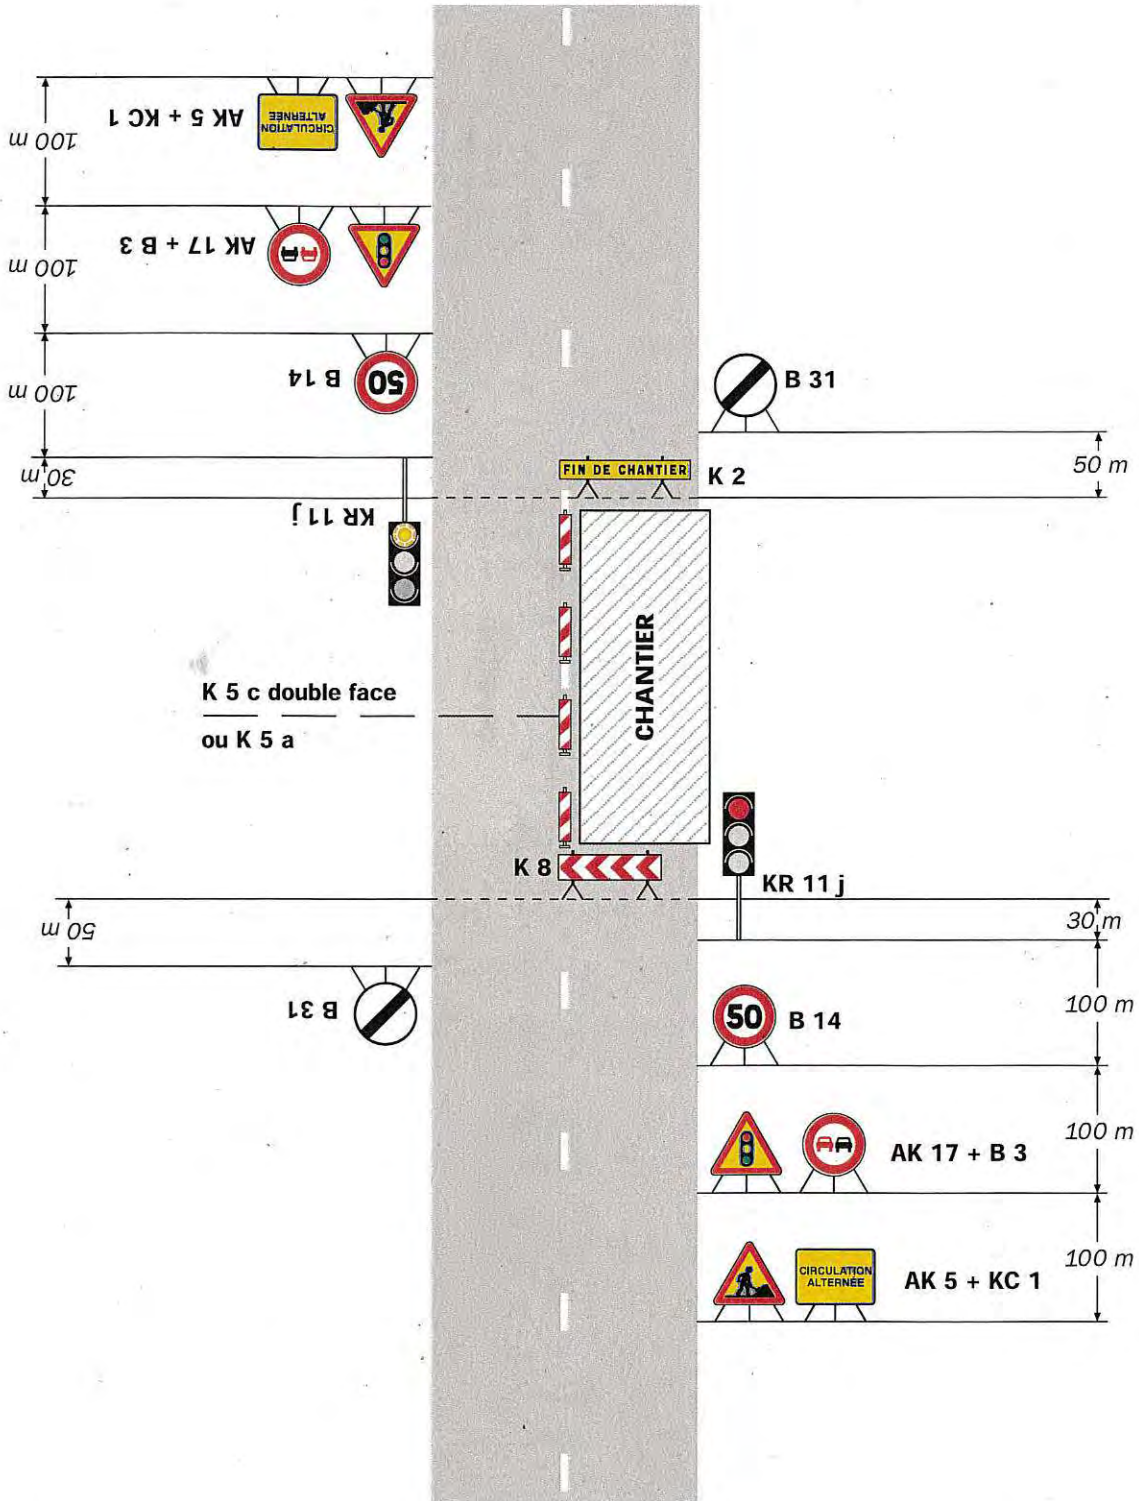 100 m
AK 5 + KC 1
CIRCULATION
ALTERNÉE
100 m
AK 17 + B 3
100 m
B 14
50
B 31
30 m
FIN DE CHANTIER
K 2
50 m
KR 11 j
CHANTIER
K 5 c double face
ou K 5 a
K 8
KR 11 j
50 m
30 m
B 31
50
B 14
100 m
AK 17 + B 3
100 m
CIRCULATION
ALTERNÉE
AK 5 + KC 1
100 m